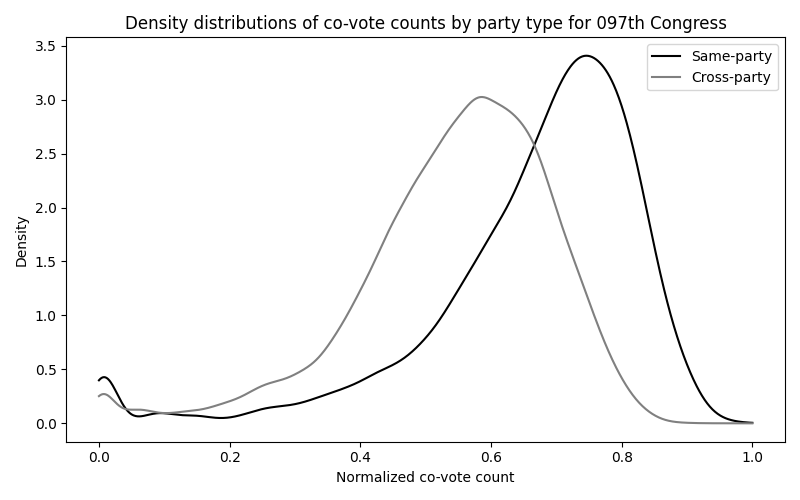 Density distributions of co-vote counts by party type for 097th Congress
Same-party
Cross-party
Density
3.5
3.0
2.5
2.0
1.5
1.0
0.5
0.0
0.0 0.2 0.4 0.6 0.8 1.0
Normalized co-vote count